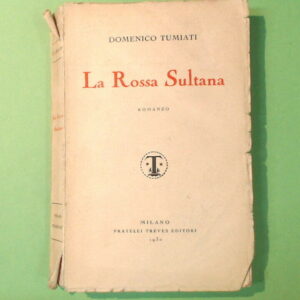 DOMENICO TUMIATI
La Rossa Sultana
ROMANZO
MILANO
FRATELLI TREVES EDITORI